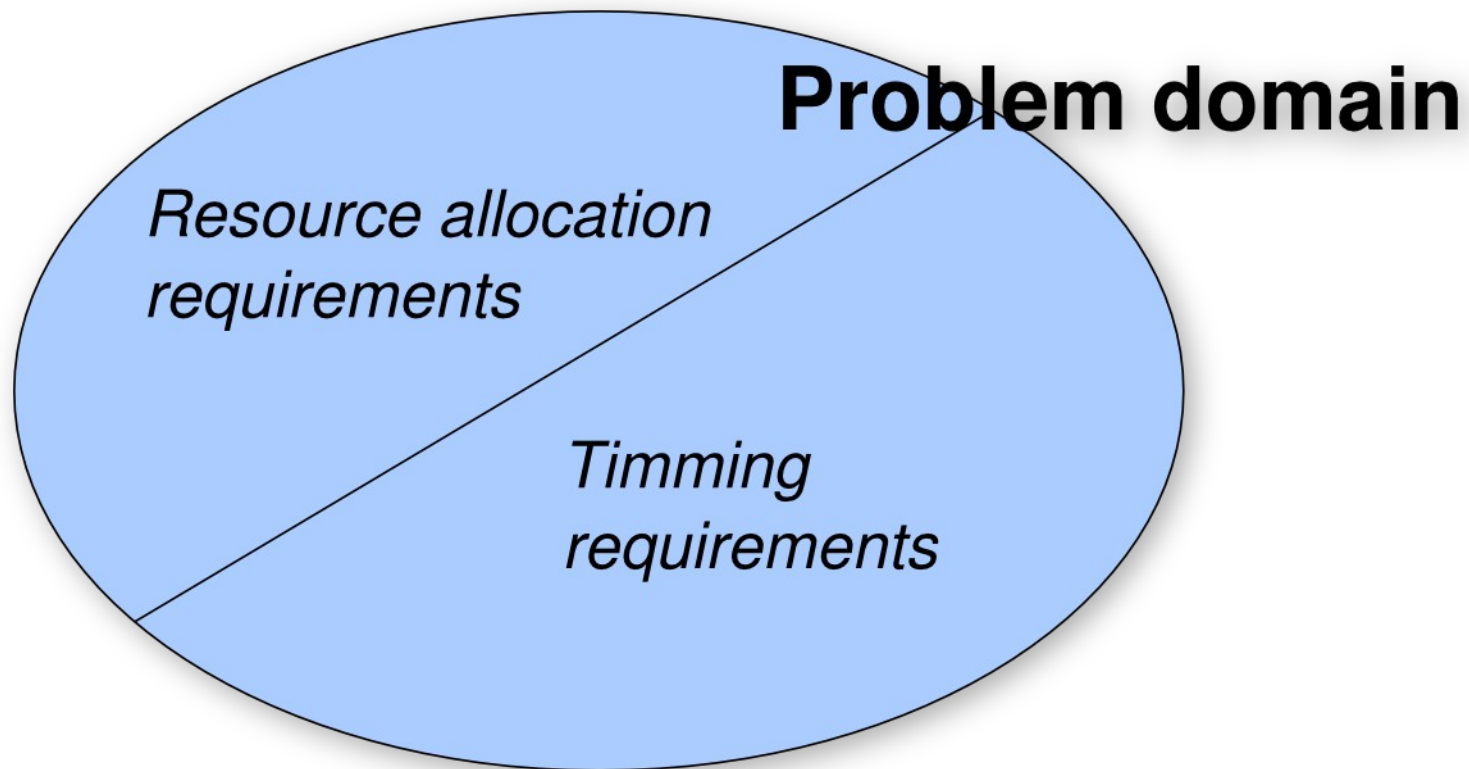 Problem domain
Resource allocation
requirements
Timming
requirements